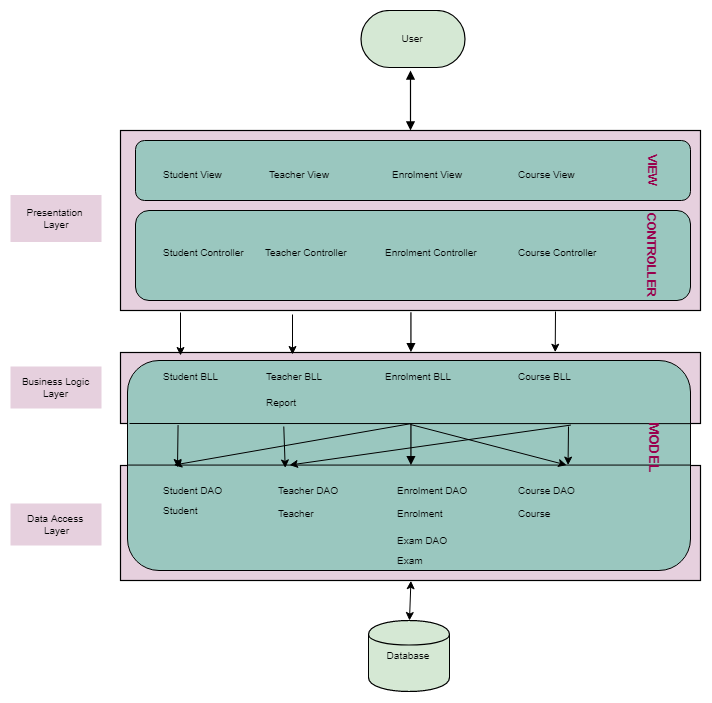 User
Student View
Teacher View
Enrolment View
Course View
VIEW
Presentation
Layer
Student Controller
Teacher Controller
Enrolment Controller
Course Controller
CONTROLLER
Business Logic
Layer
Student BLL
Teacher BLL
Enrolment BLL
Course BLL
Report
MODEL
Data Access
Layer
Student DAO
Teacher DAO
Enrolment DAO
Course DAO
Student
Teacher
Enrolment
Course
Exam DAO
Exam
Database